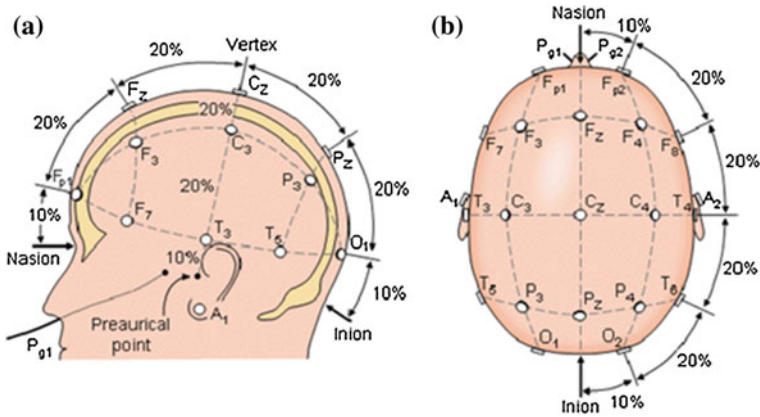 (a)
20%
Vertex
20%
Fz
Cz
20%
20%
Pz
Fp1
F3
C3
P3
20%
20%
10%
F7
T3
T5
O1
Nasion
10%
10%
Preaurical
point
A1
Inion
Pg1
(b)
Nasion
10%
Pg1
Pg2
20%
Fp1
Fp2
F7
F3
Fz
F4
F8
20%
A1
T3
C3
Cz
C4
T4
A2
20%
T5
P3
Pz
P4
T6
O1
O2
20%
Inion
10%